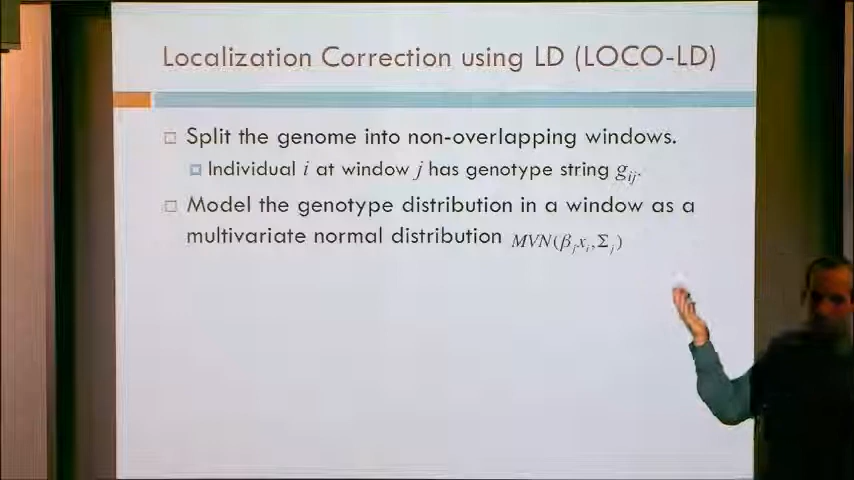 Localization Correction using LD (LOCO-LD)
Split the genome into non-overlapping windows.
Individual i at window j has genotype string g_ij.
Model the genotype distribution in a window as a
multivariate normal distribution MVN(β_j x_i, Σ_j)